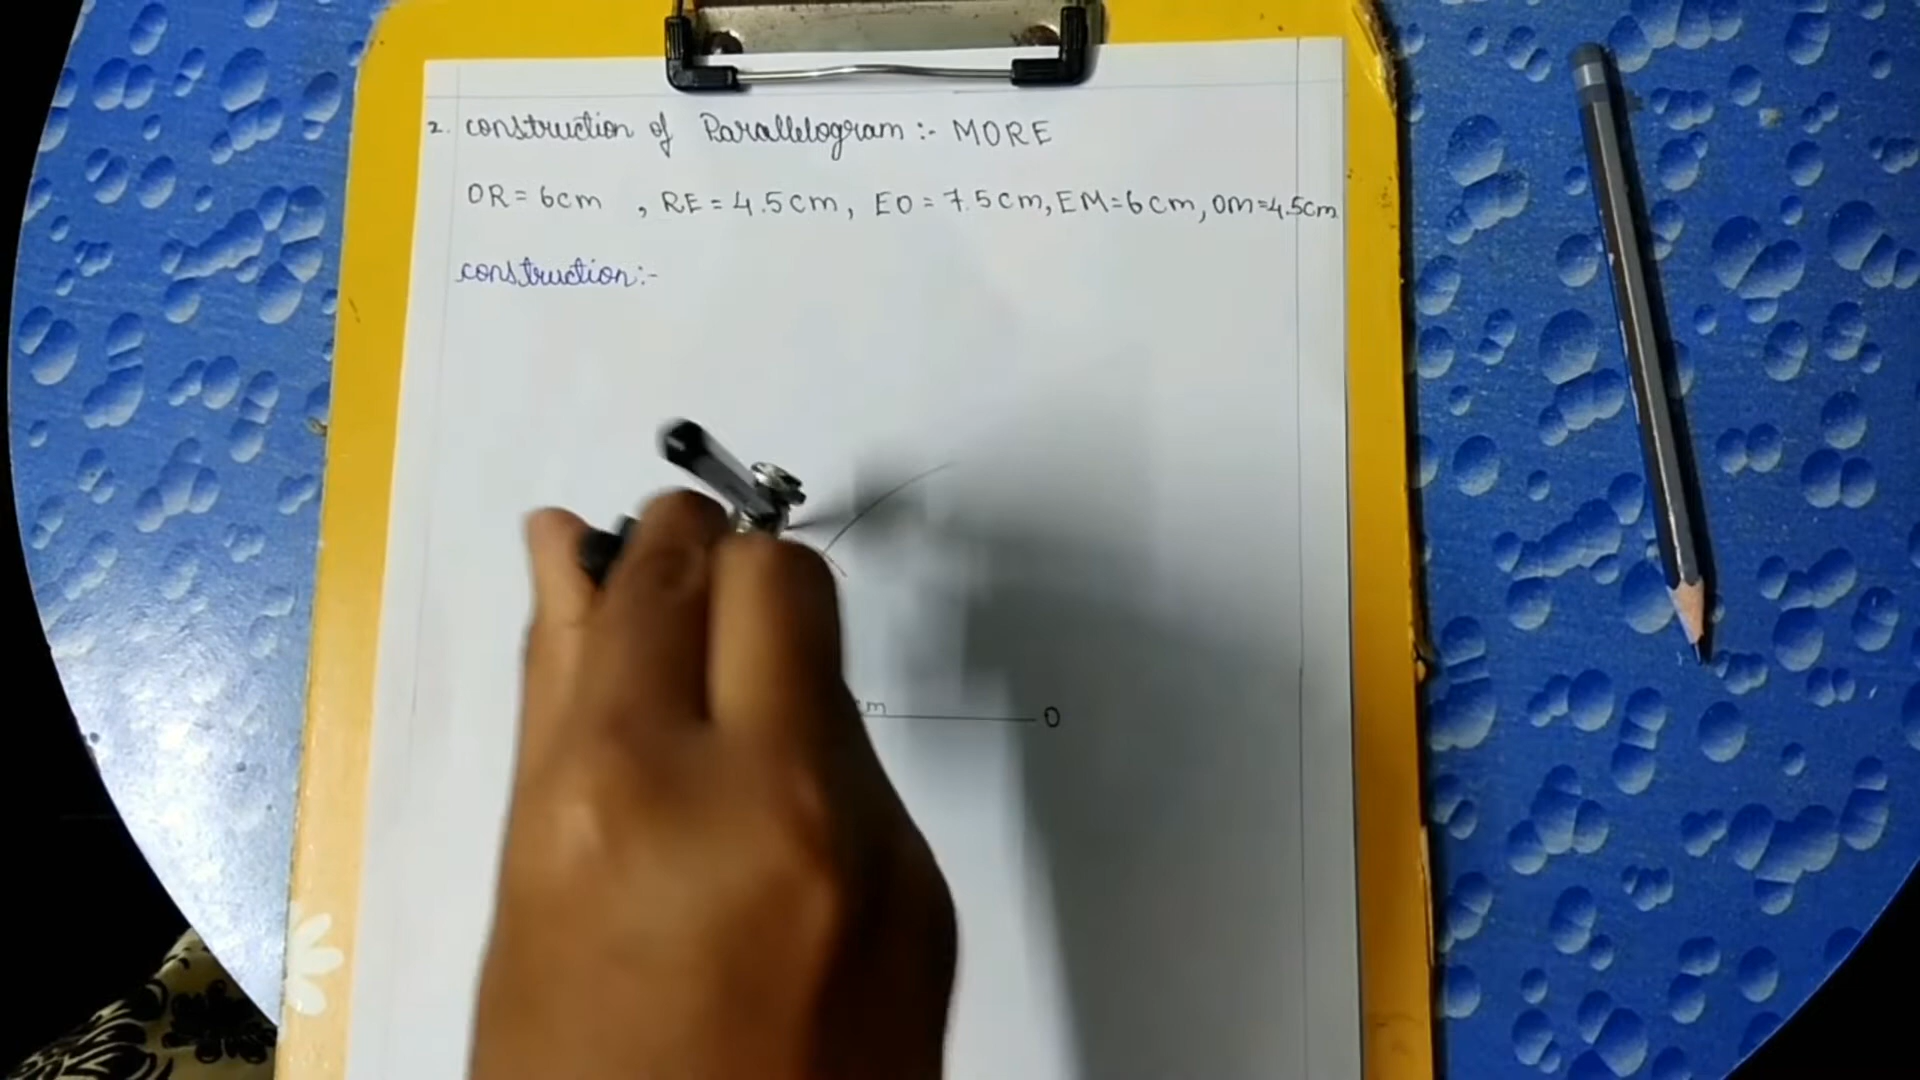 2. construction of Parallelogram :- MORE
OR = 6cm , RE = 4.5cm, EO = 7.5cm, EM=6cm, OM=4.5cm
construction:-
cm O